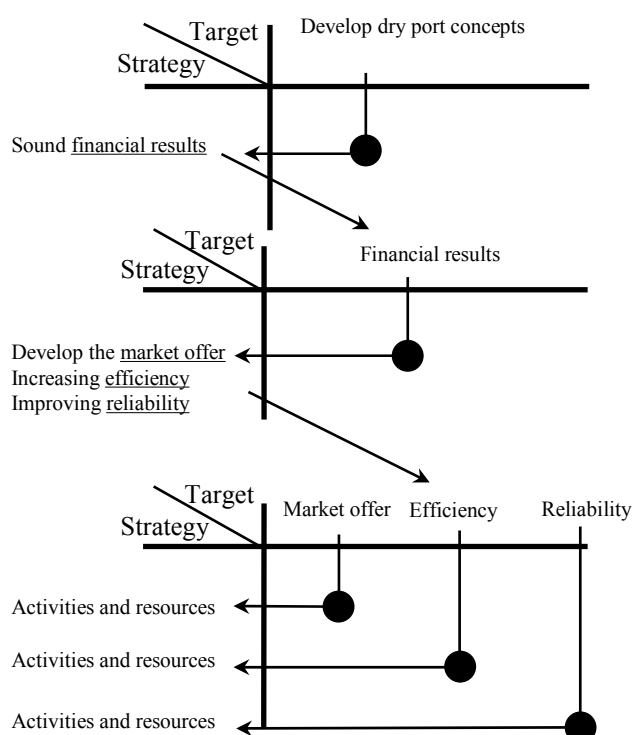 Target
Develop dry port concepts
Strategy
Sound financial results
Target
Financial results
Strategy
Develop the market offer
Increasing efficiency
Improving reliability
Target
Market offer
Efficiency
Reliability
Strategy
Activities and resources
Activities and resources
Activities and resources